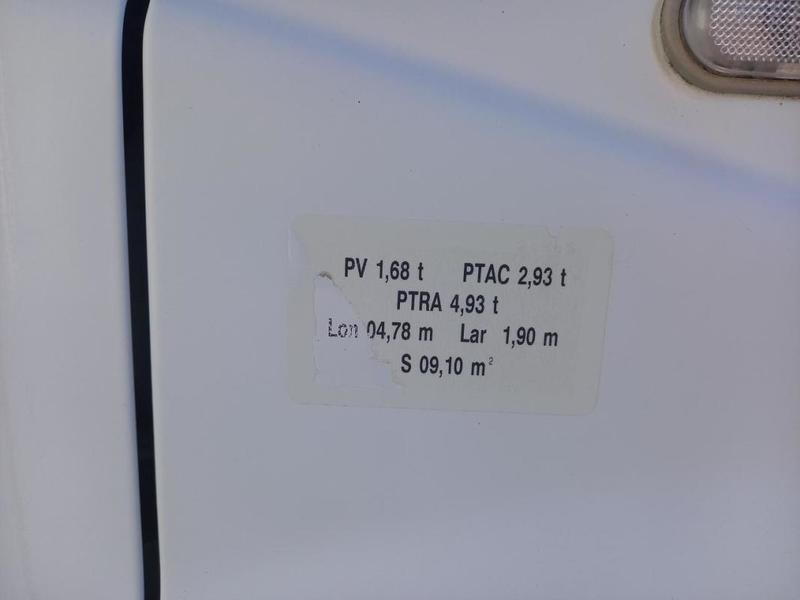 PV 1,68 t PTAC 2,93 t
PTRA 4,93 t
Lon 04,78 m Lar 1,90 m
S 09,10 m²